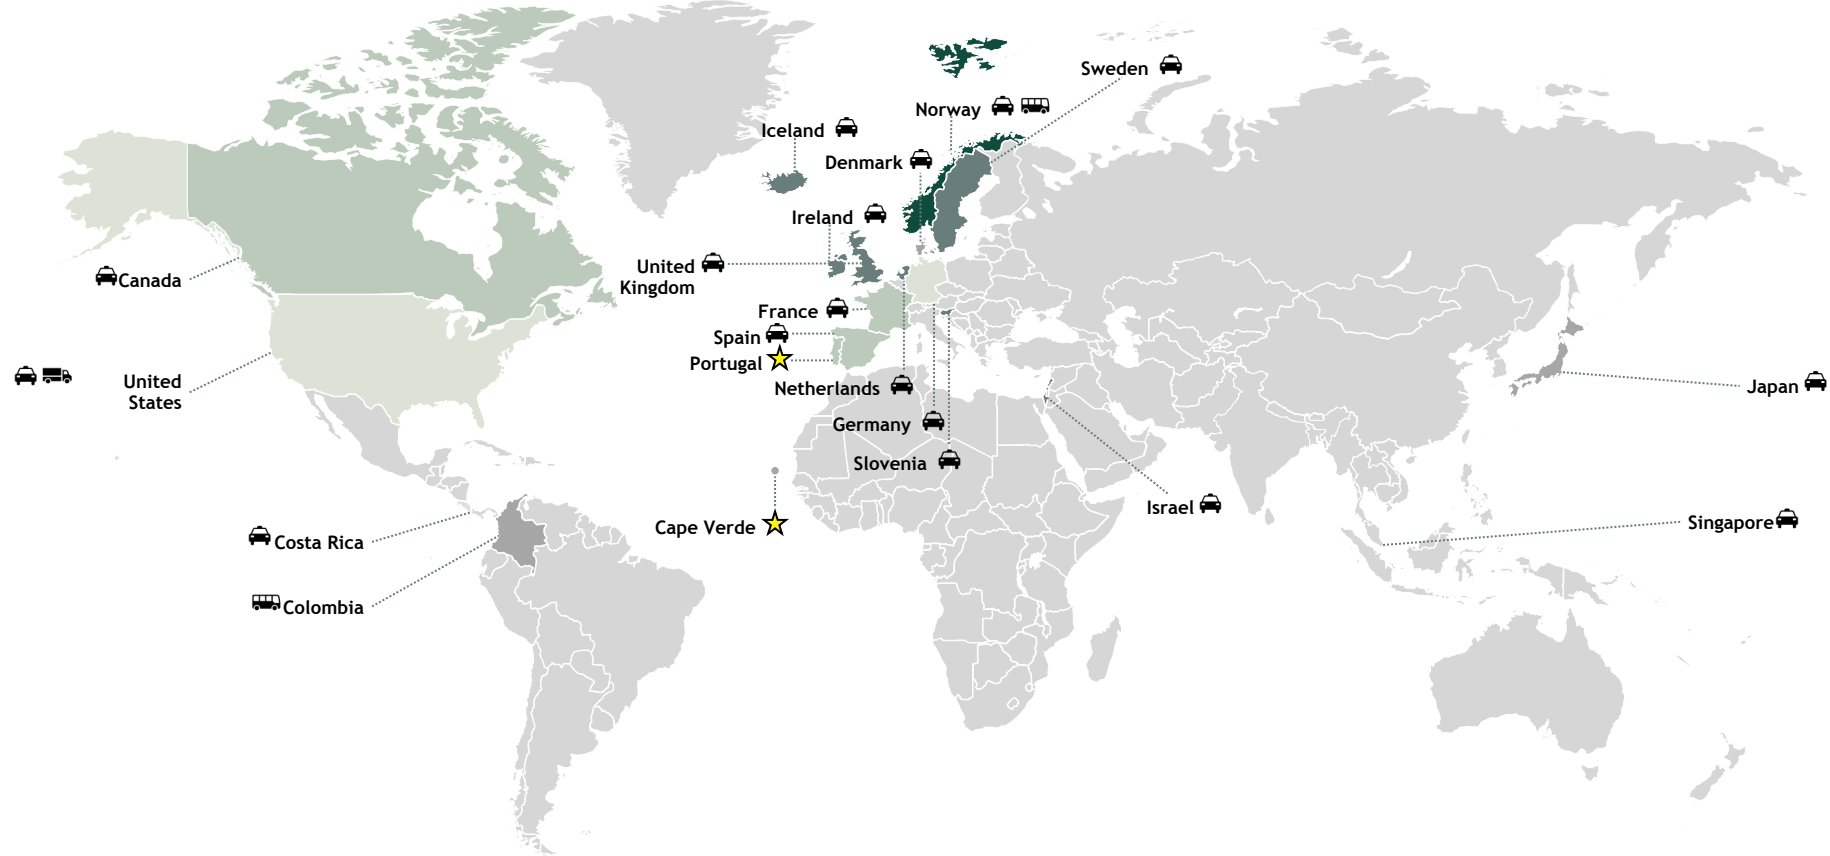 Sweden
Norway
Iceland
Denmark
Ireland
United
Kingdom
Canada
France
Spain
Portugal
United
States
Netherlands
Japan
Germany
Slovenia
Israel
Singapore
Cape Verde
Costa Rica
Colombia